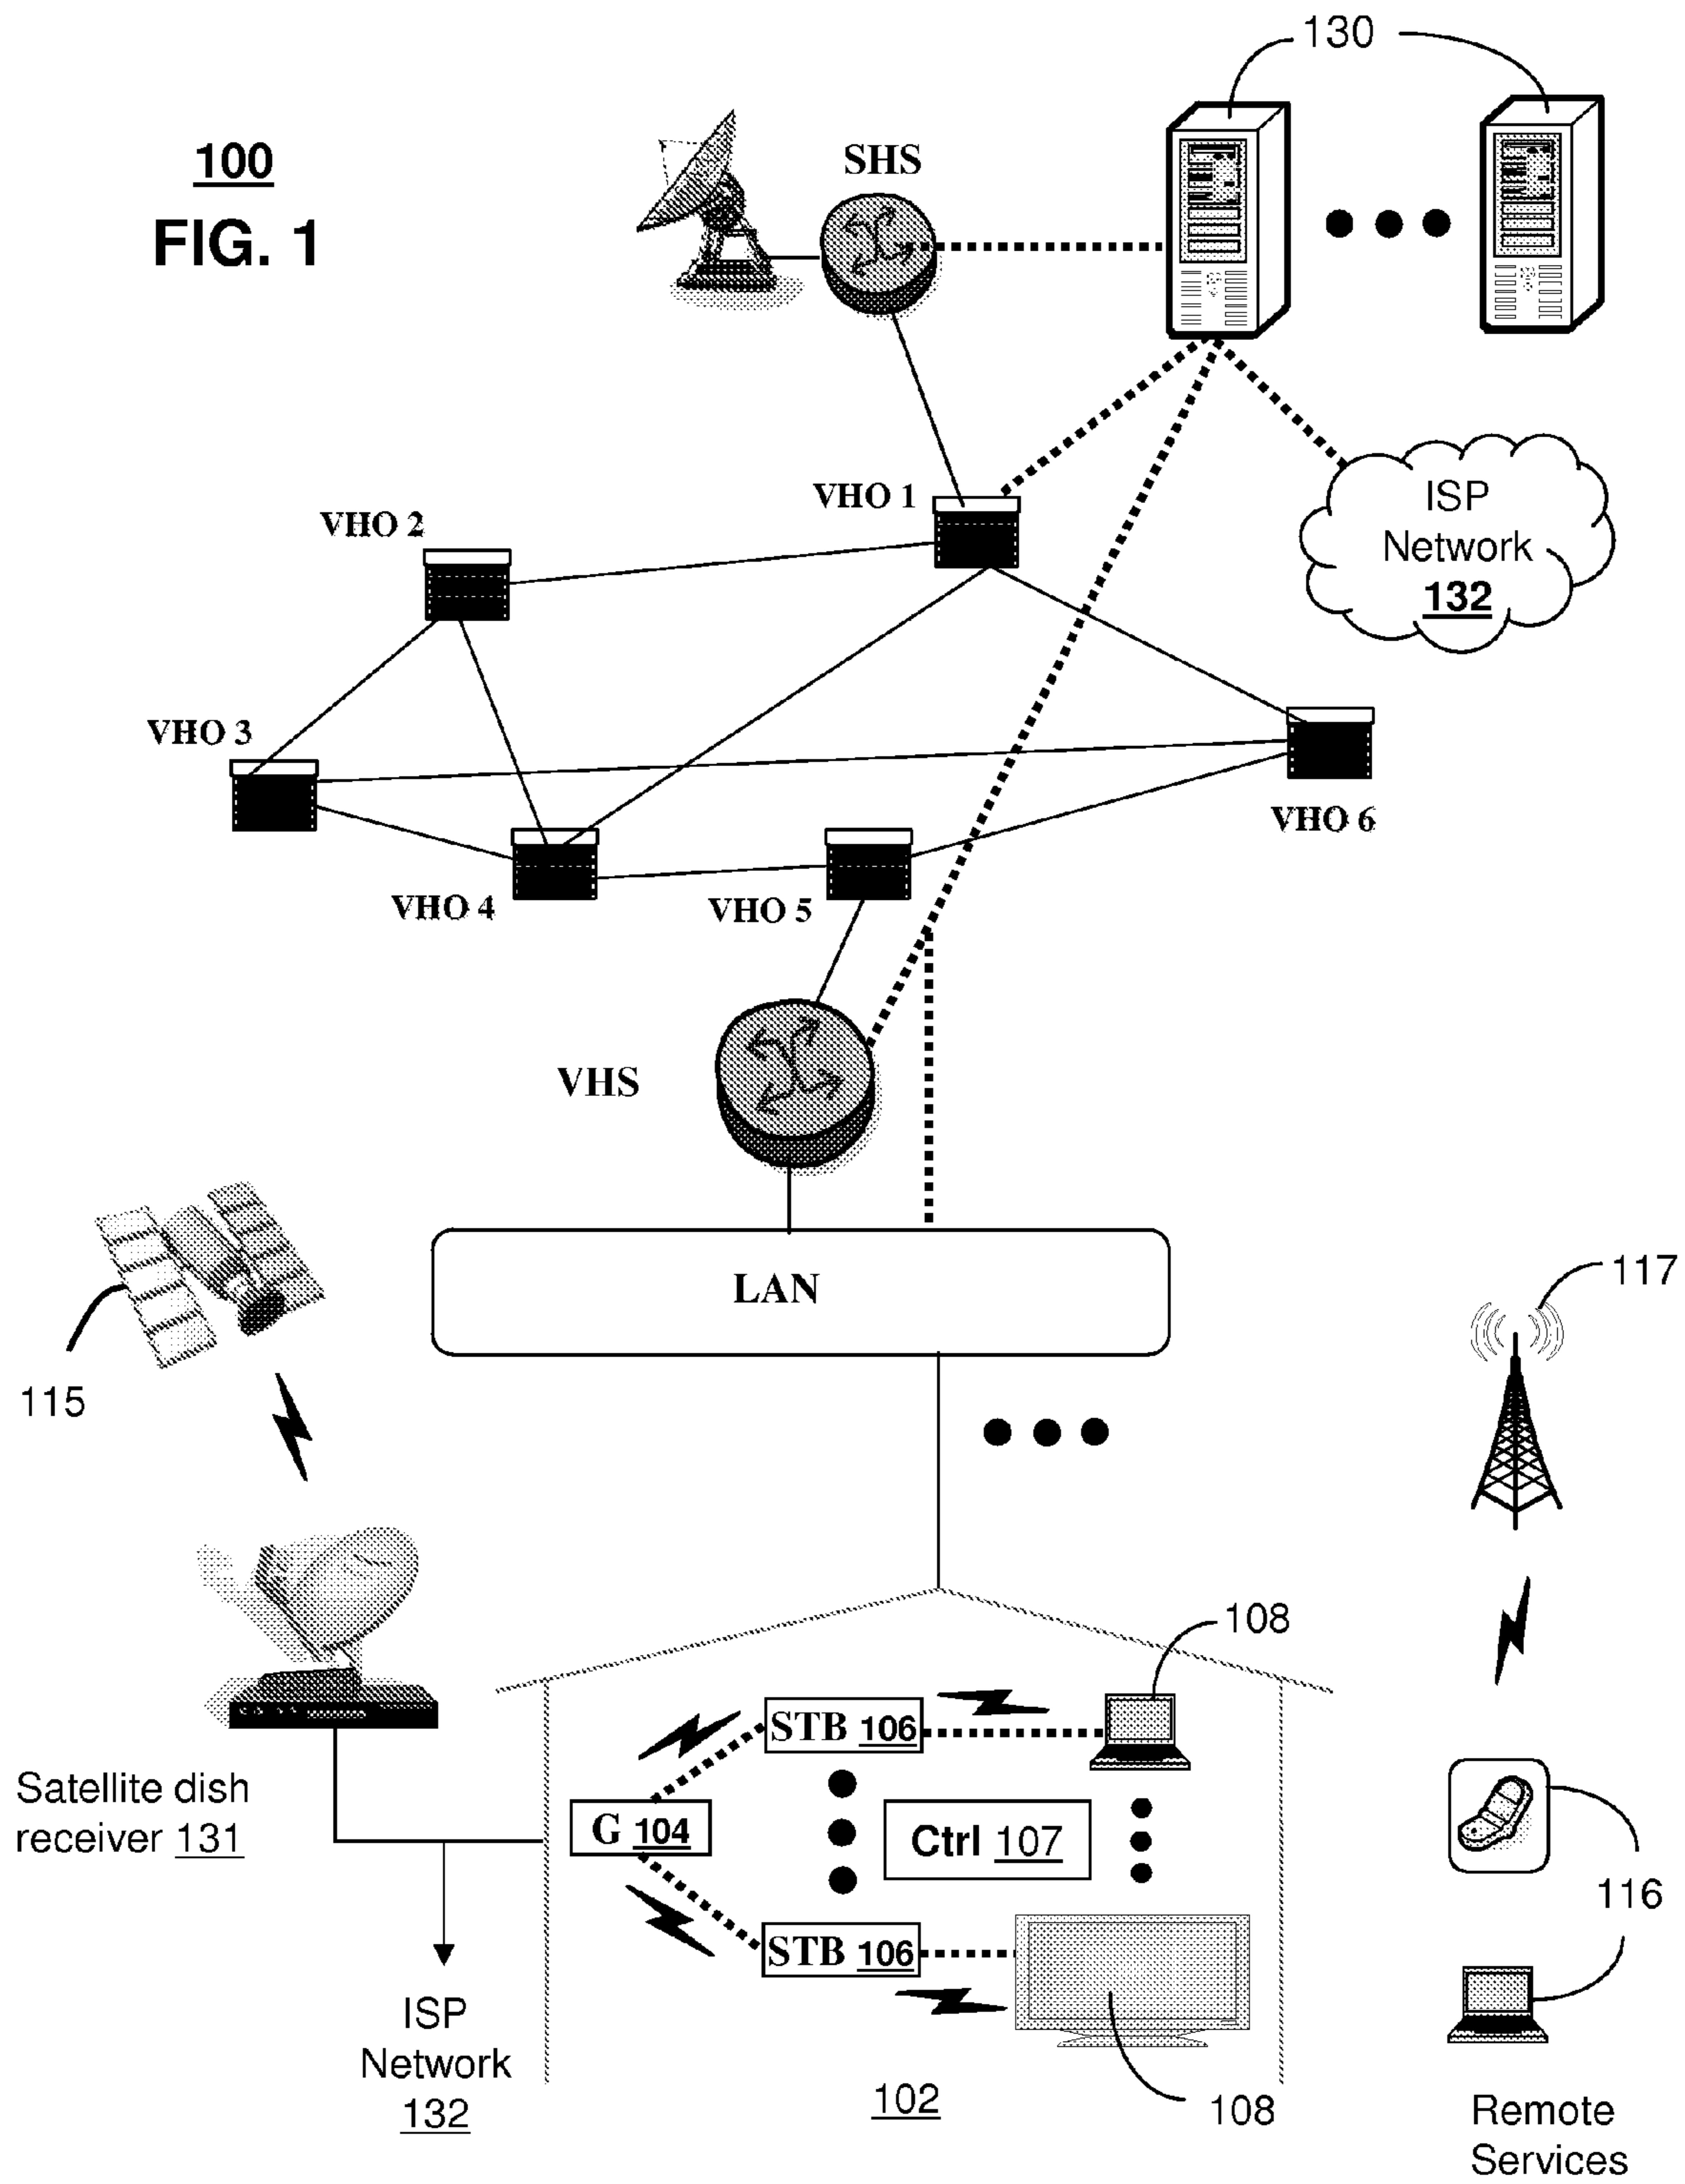 130
100
FIG. 1
SHS
VHO 1
ISP
Network
132
VHO 2
VHO 3
VHO 6
VHO 4
VHO 5
VHS
LAN
117
115
108
STB 106
Satellite dish
receiver 131
G 104
Ctrl 107
116
STB 106
ISP
Network
132
102
108
Remote
Services